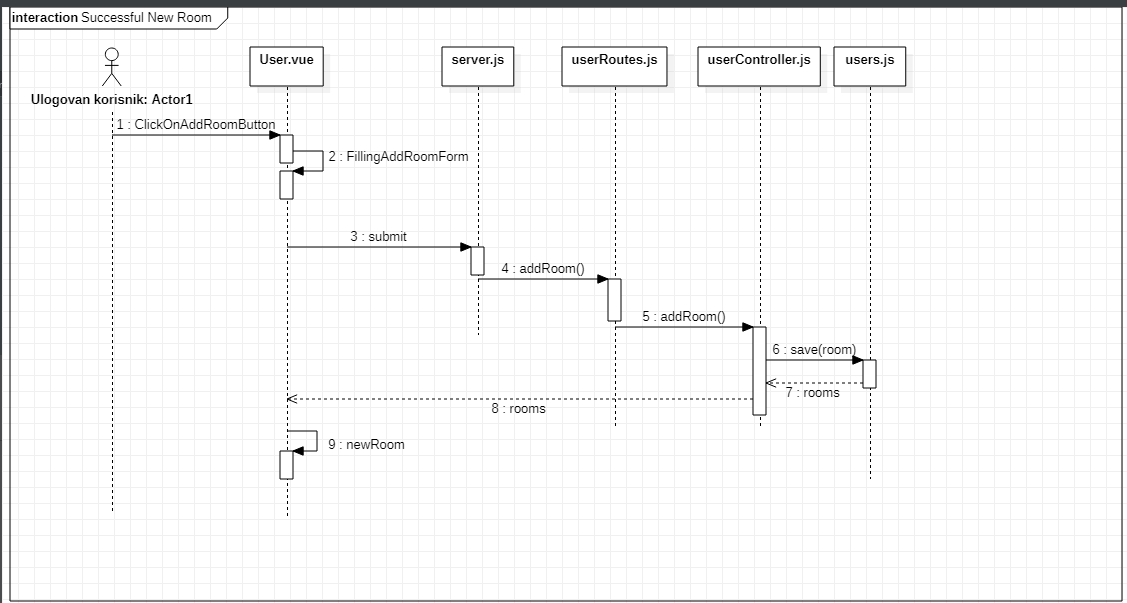 interaction Successful New Room
User.vue
server.js
userRoutes.js
userController.js
users.js
Ulogovan korisnik: Actor1
1 : ClickOnAddRoomButton
2 : FillingAddRoomForm
3 : submit
4 : addRoom()
5 : addRoom()
6 : save(room)
7 : rooms
8 : rooms
9 : newRoom